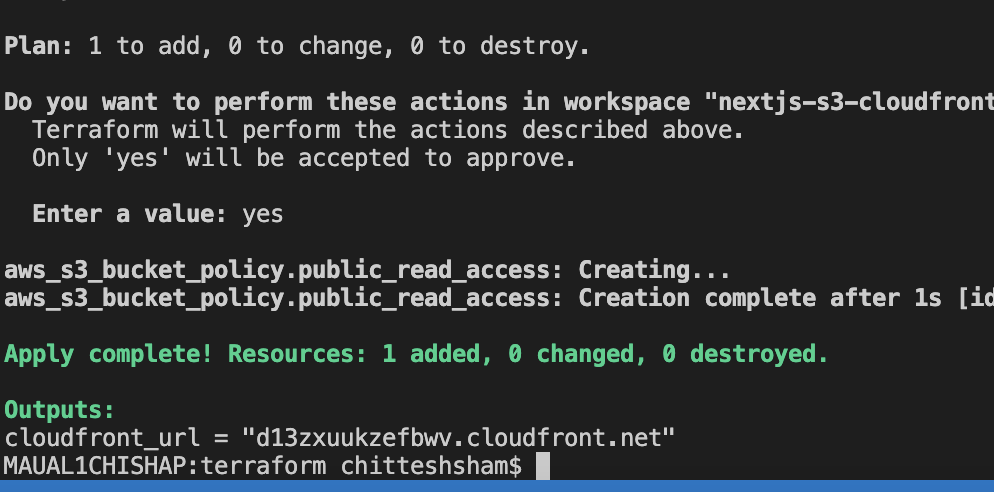 Plan: 1 to add, 0 to change, 0 to destroy.
Do you want to perform these actions in workspace "nextjs-s3-cloudfront
Terraform will perform the actions described above.
Only 'yes' will be accepted to approve.
Enter a value: yes
aws_s3_bucket_policy.public_read_access: Creating...
aws_s3_bucket_policy.public_read_access: Creation complete after 1s [id
Apply complete! Resources: 1 added, 0 changed, 0 destroyed.
Outputs:
cloudfront_url = "d13zxuukzefbwv.cloudfront.net"
MAUAL1CHISHAP:terraform chitteshsham$